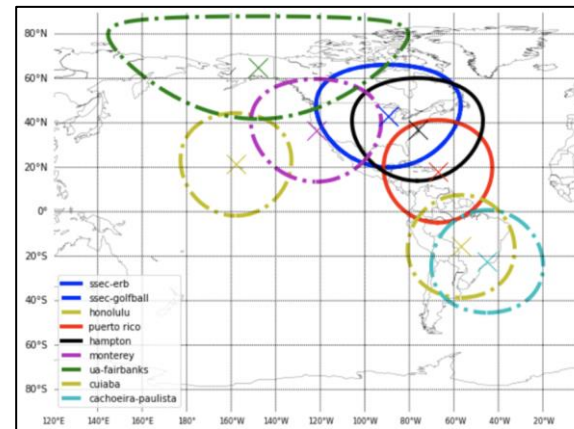 80°N
60°N
40°N
20°N
0°
20°S
40°S
60°S
80°S
ssec-erb
ssec-golfball
honolulu
puerto rico
hampton
monterey
ua-fairbanks
cuiaba
cachoeira-paulista
120°E 140°E 160°E 180° 160°W 140°W 120°W 100°W 80°W 60°W 40°W 20°W